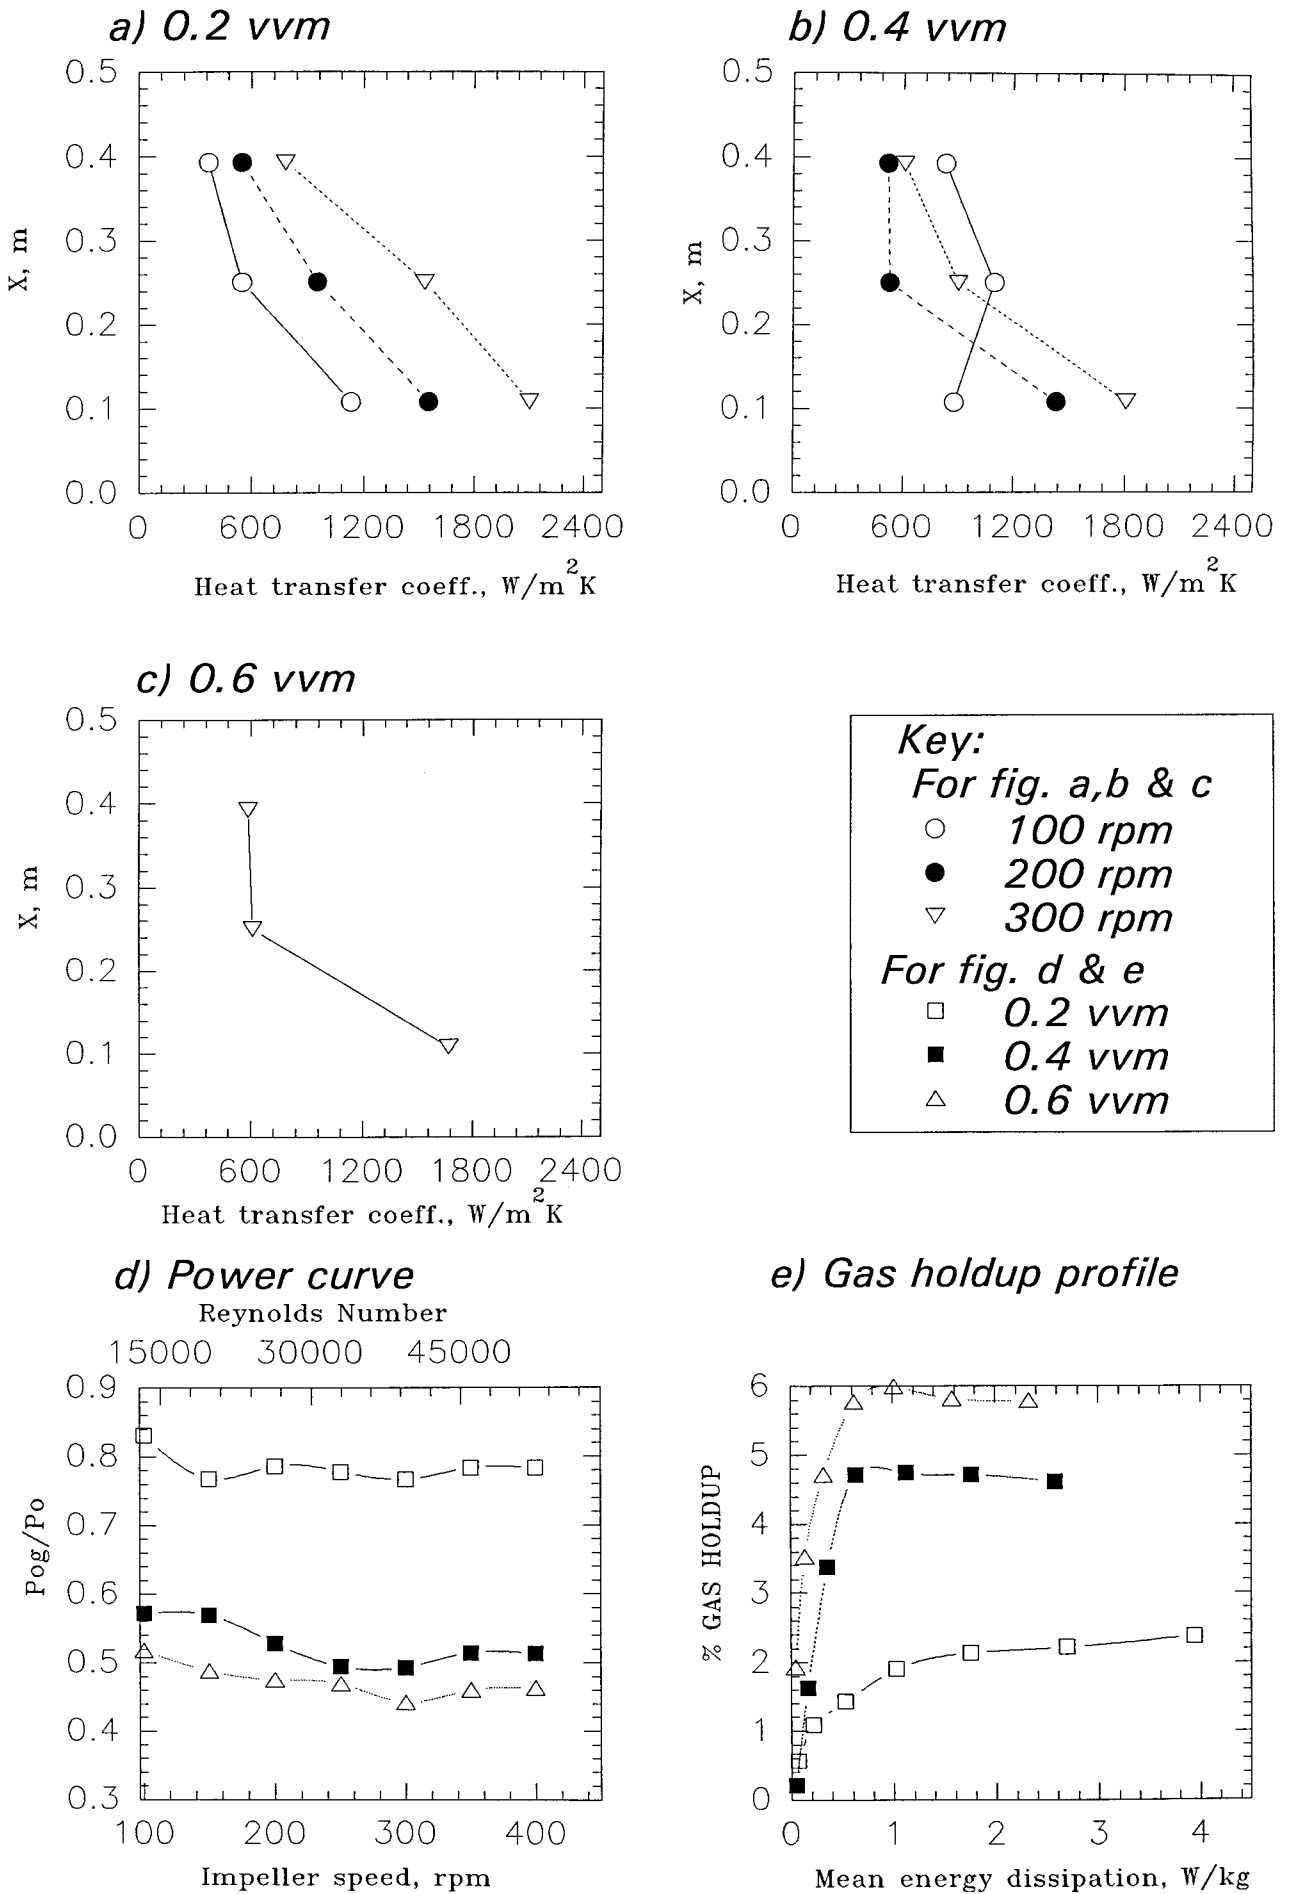 a) 0.2 vvm
0.5
0.4
0.3
0.2
0.1
0.0
X, m
0 600 1200 1800 2400
Heat transfer coeff., W/m²K
b) 0.4 vvm
0.5
0.4
0.3
0.2
0.1
0.0
X, m
0 600 1200 1800 2400
Heat transfer coeff., W/m²K
c) 0.6 vvm
0.5
0.4
0.3
0.2
0.1
0.0
X, m
0 600 1200 1800 2400
Heat transfer coeff., W/m²K
Key:
For fig. a,b & c
100 rpm
200 rpm
300 rpm
For fig. d & e
0.2 vvm
0.4 vvm
0.6 vvm
d) Power curve
Reynolds Number
15000 30000 45000
0.9
0.8
0.7
0.6
0.5
0.4
0.3
Pog/Po
100 200 300 400
Impeller speed, rpm
e) Gas holdup profile
6
5
4
3
2
1
0
% GAS HOLDUP
0 1 2 3 4
Mean energy dissipation, W/kg